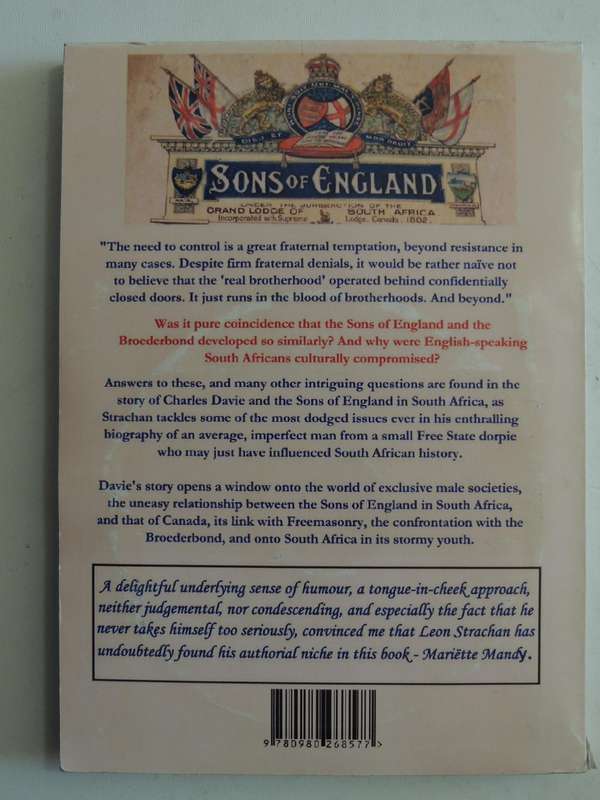 DIEU ET MON DROIT
SONS OF ENGLAND
UNDER THE JURISDICTION OF THE
GRAND LODGE OF SOUTH AFRICA
Incorporated with Supreme Lodge, Canada, 1892.
"The need to control is a great fraternal temptation, beyond resistance in
many cases. Despite firm fraternal denials, it would be rather naïve not
to believe that the 'real brotherhood' operated behind confidentially
closed doors. It just runs in the blood of brotherhoods. And beyond."
Was it pure coincidence that the Sons of England and the
Broederbond developed so similarly? And why were English-speaking
South Africans culturally compromised?
Answers to these, and many other intriguing questions are found in the
story of Charles Davie and the Sons of England in South Africa, as
Strachan tackles some of the most dodged issues ever in his enthralling
biography of an average, imperfect man from a small Free State dorpie
who may just have influenced South African history.
Davie's story opens a window onto the world of exclusive male societies,
the uneasy relationship between the Sons of England in South Africa,
and that of Canada, its link with Freemasonry, the confrontation with the
Broederbond, and onto South Africa in its stormy youth.
A delightful underlying sense of humour, a tongue-in-cheek approach,
neither judgemental, nor condescending, and especially the fact that he
never takes himself too seriously, convinced me that Leon Strachan has
undoubtedly found his authorial niche in this book - Mariëtte Mandy.
9 780980 268577 >